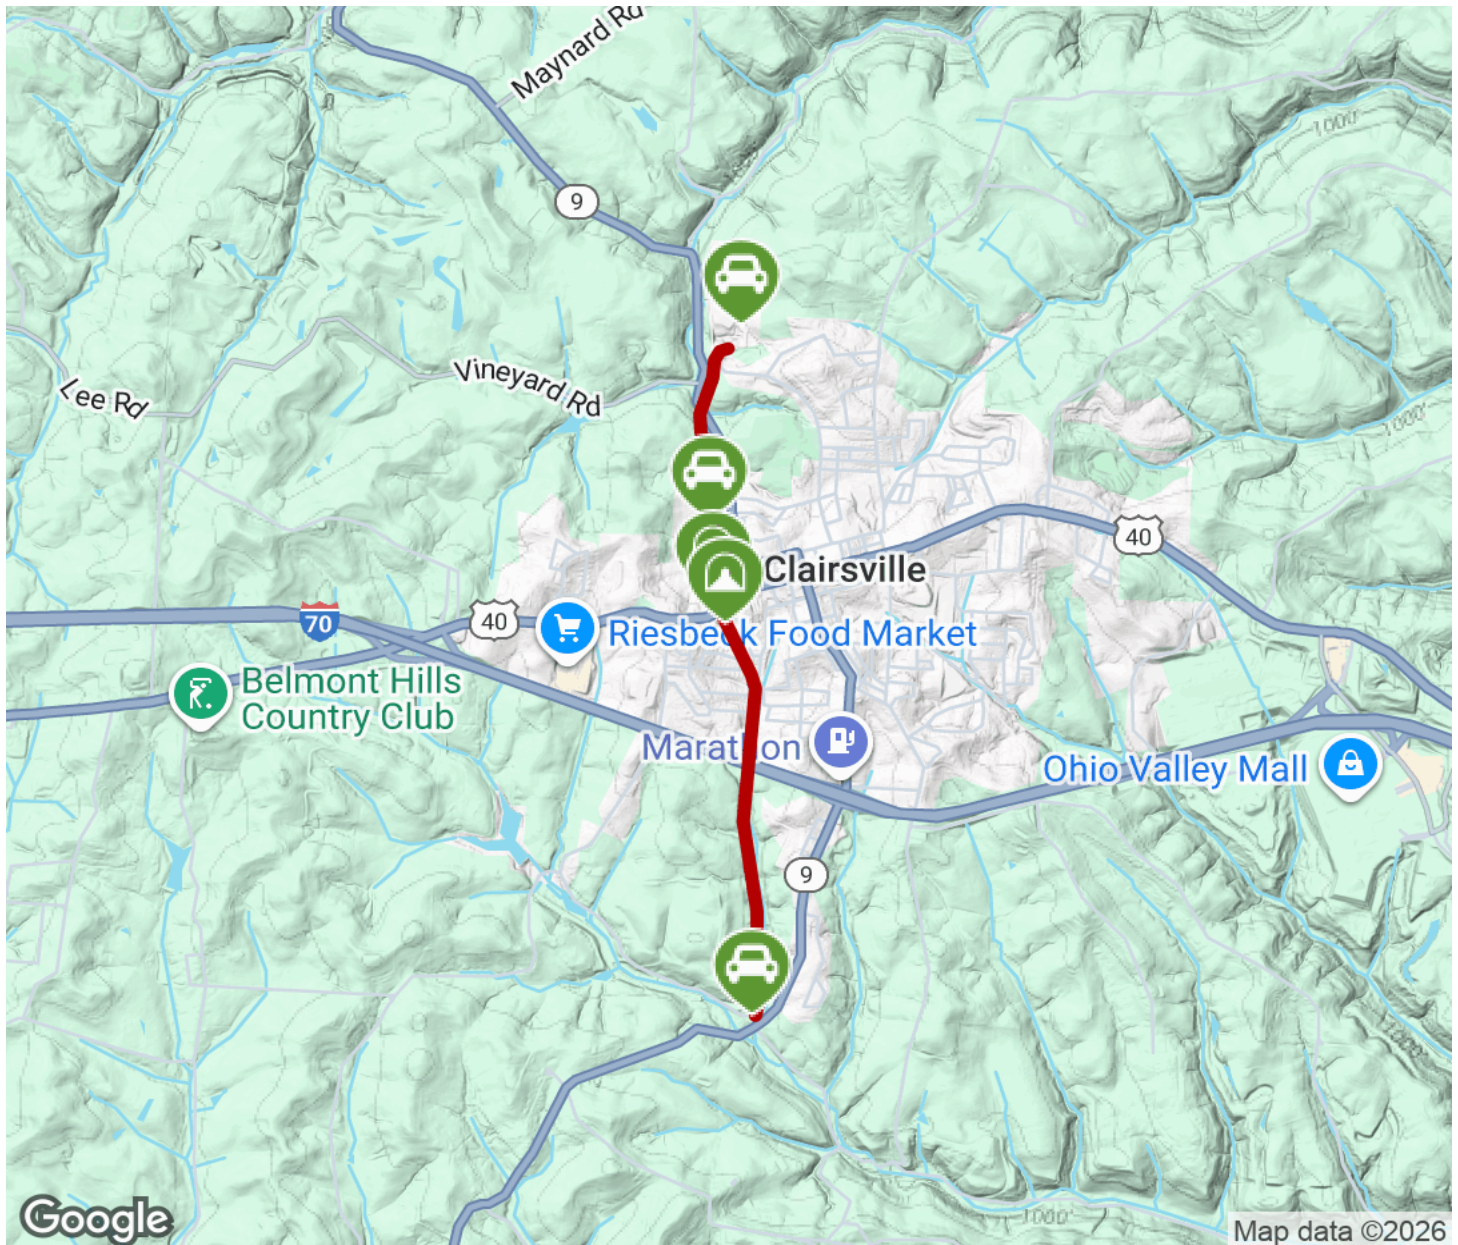 Maynard Rd
1000'
9
Vineyard Rd
Lee Rd
1000'
40
Clairsville
70
40
Riesbeck Food Market
Belmont Hills
Country Club
Marathon
Ohio Valley Mall
9
1000'
1000'
Google
Map data ©2026